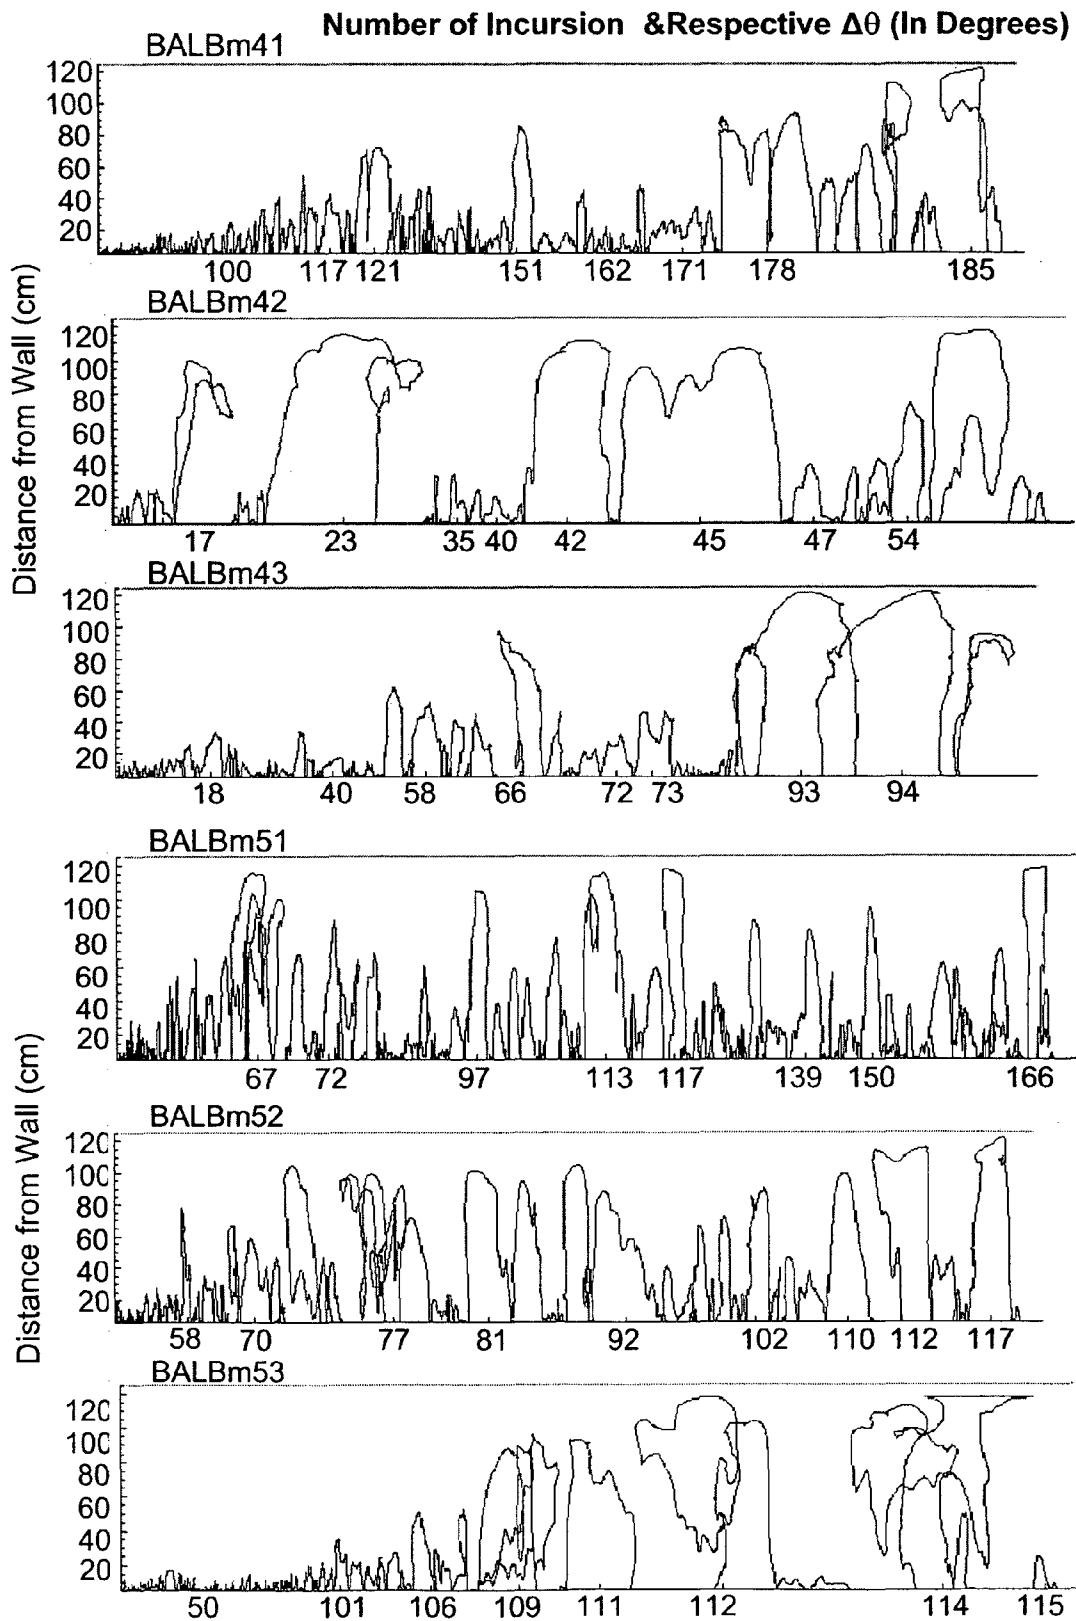 Number of Incursion &Respective Δθ (In Degrees)
BALBm41
120
100
80
60
40
20
100 117 121 151 162 171 178 185
BALBm42
120
100
80
60
40
20
17 23 35 40 42 45 47 54
Distance from Wall (cm)
BALBm43
120
100
80
60
40
20
18 40 58 66 72 73 93 94
BALBm51
120
100
80
60
40
20
67 72 97 113 117 139 150 166
BALBm52
120
100
80
60
40
20
58 70 77 81 92 102 110 112 117
Distance from Wall (cm)
BALBm53
120
100
80
60
40
20
50 101 106 109 111 112 114 115